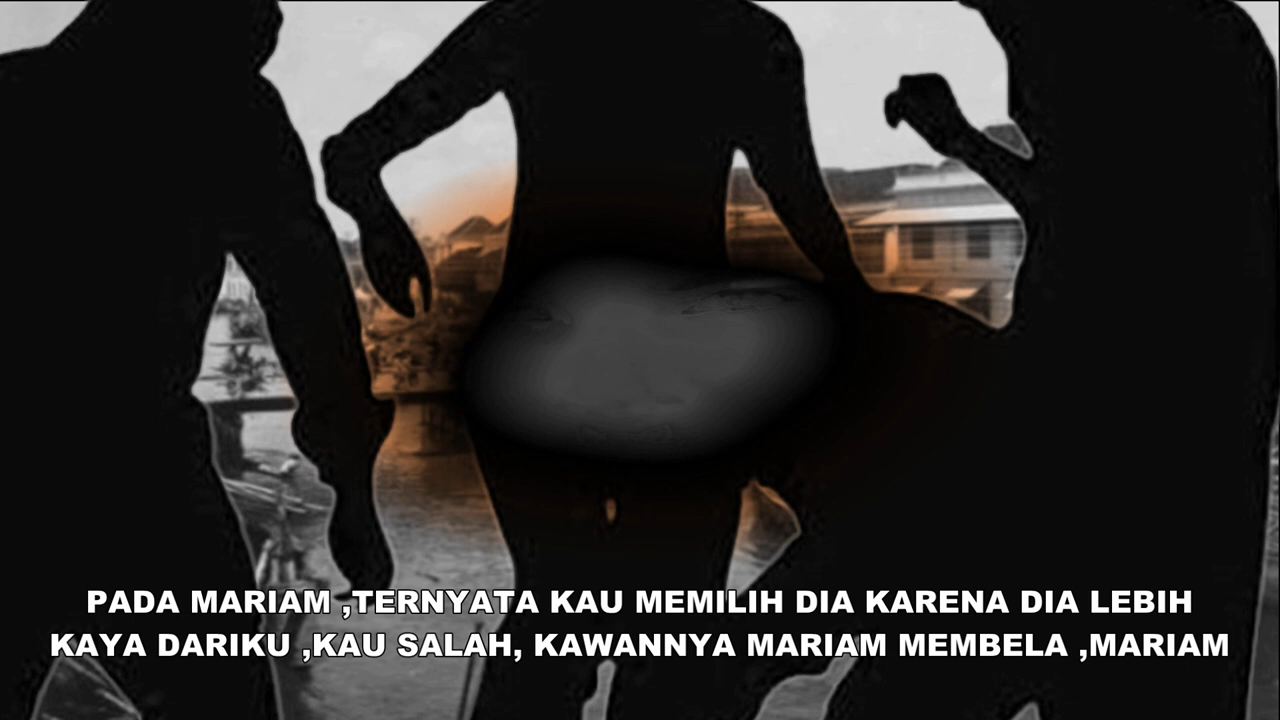 PADA MARIAM ,TERNYATA KAU MEMILIH DIA KARENA DIA LEBIH
KAYA DARIKU ,KAU SALAH, KAWANNYA MARIAM MEMBELA ,MARIAM